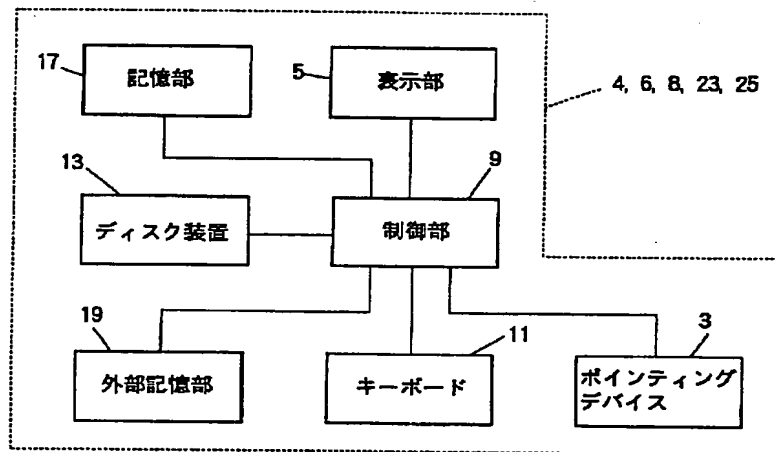 17
記憶部
5
表示部
4, 6, 8, 23, 25
13
ディスク装置
9
制御部
19
外部記憶部
11
キーボード
3
ポインティング
デバイス